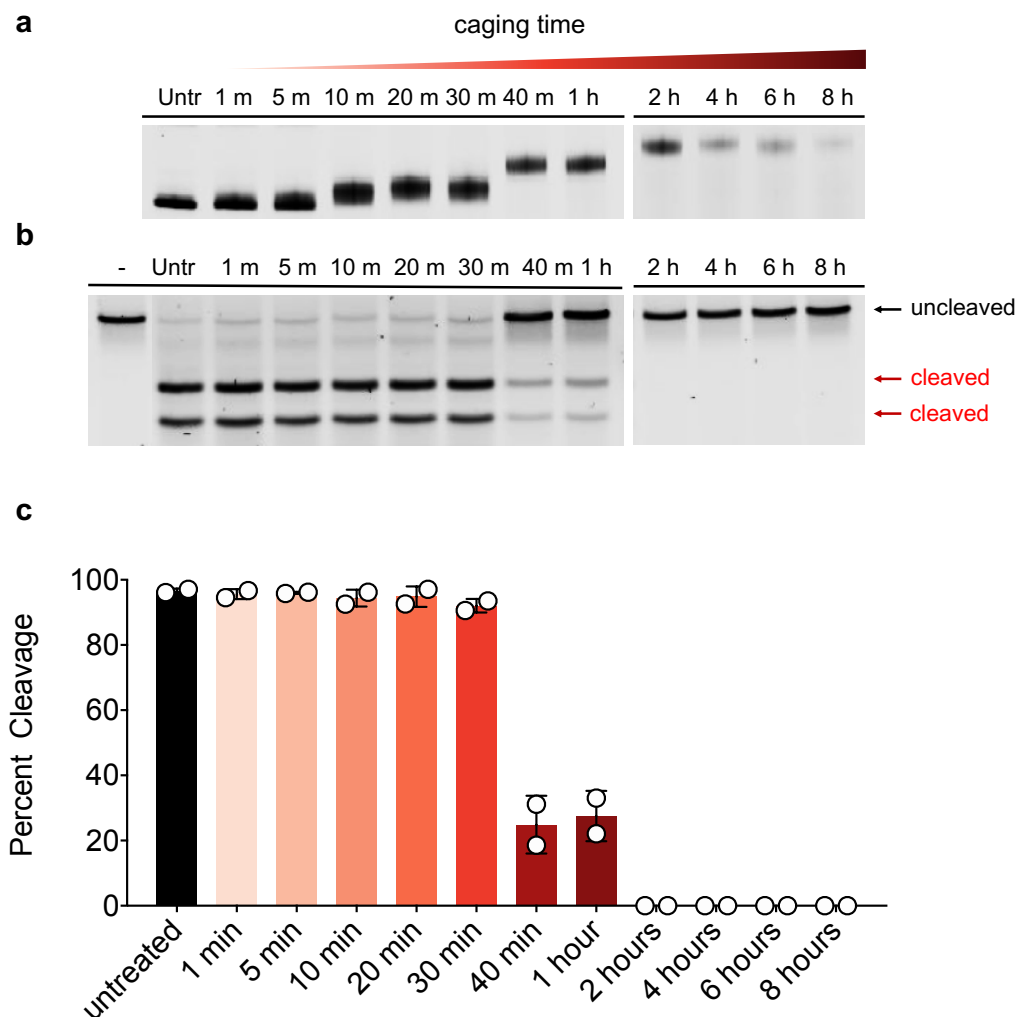 a
caging time
Untr 1 m 5 m 10 m 20 m 30 m 40 m 1 h 2 h 4 h 6 h 8 h
b
- Untr 1 m 5 m 10 m 20 m 30 m 40 m 1 h 2 h 4 h 6 h 8 h
uncleaved
cleaved
cleaved
c
Percent Cleavage
100
80
60
40
20
0
untreated
1 min
5 min
10 min
20 min
30 min
40 min
1 hour
2 hours
4 hours
6 hours
8 hours